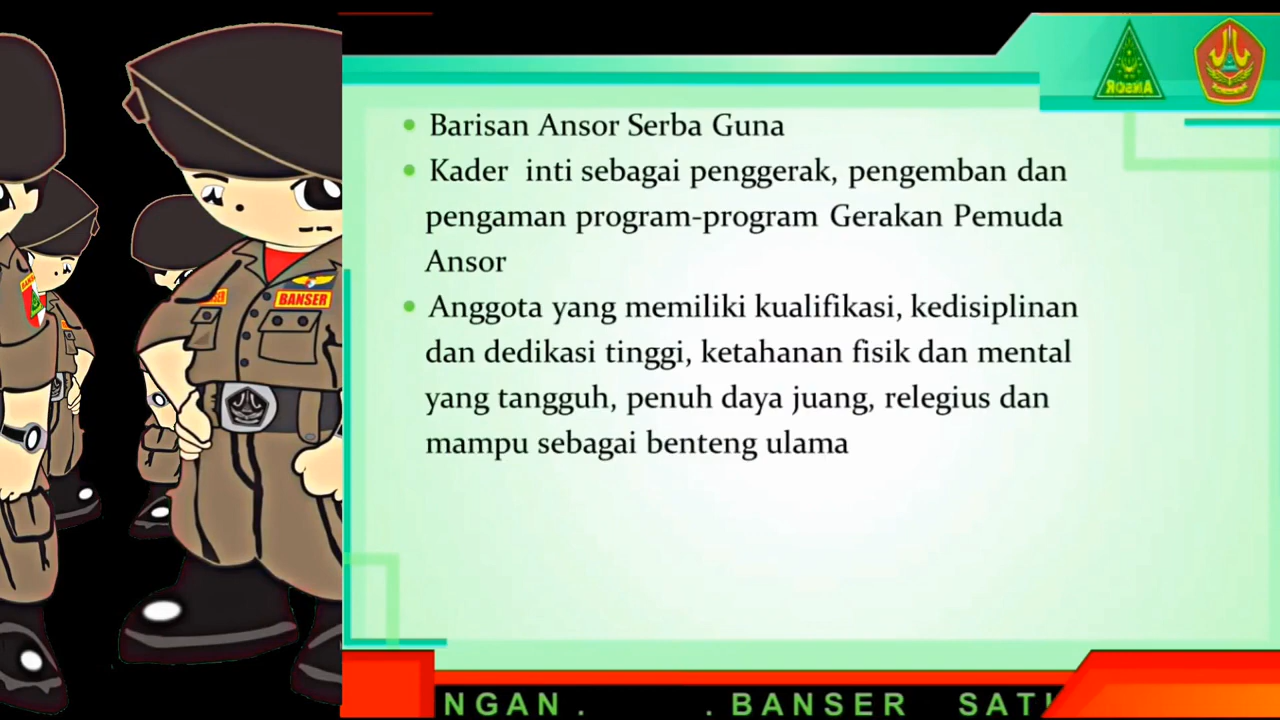 ANSOR
Barisan Ansor Serba Guna
Kader inti sebagai penggerak, pengemban dan
pengaman program-program Gerakan Pemuda
Ansor
Anggota yang memiliki kualifikasi, kedisiplinan
dan dedikasi tinggi, ketahanan fisik dan mental
yang tangguh, penuh daya juang, relegius dan
mampu sebagai benteng ulama
BANSER
NGAN . . BANSER